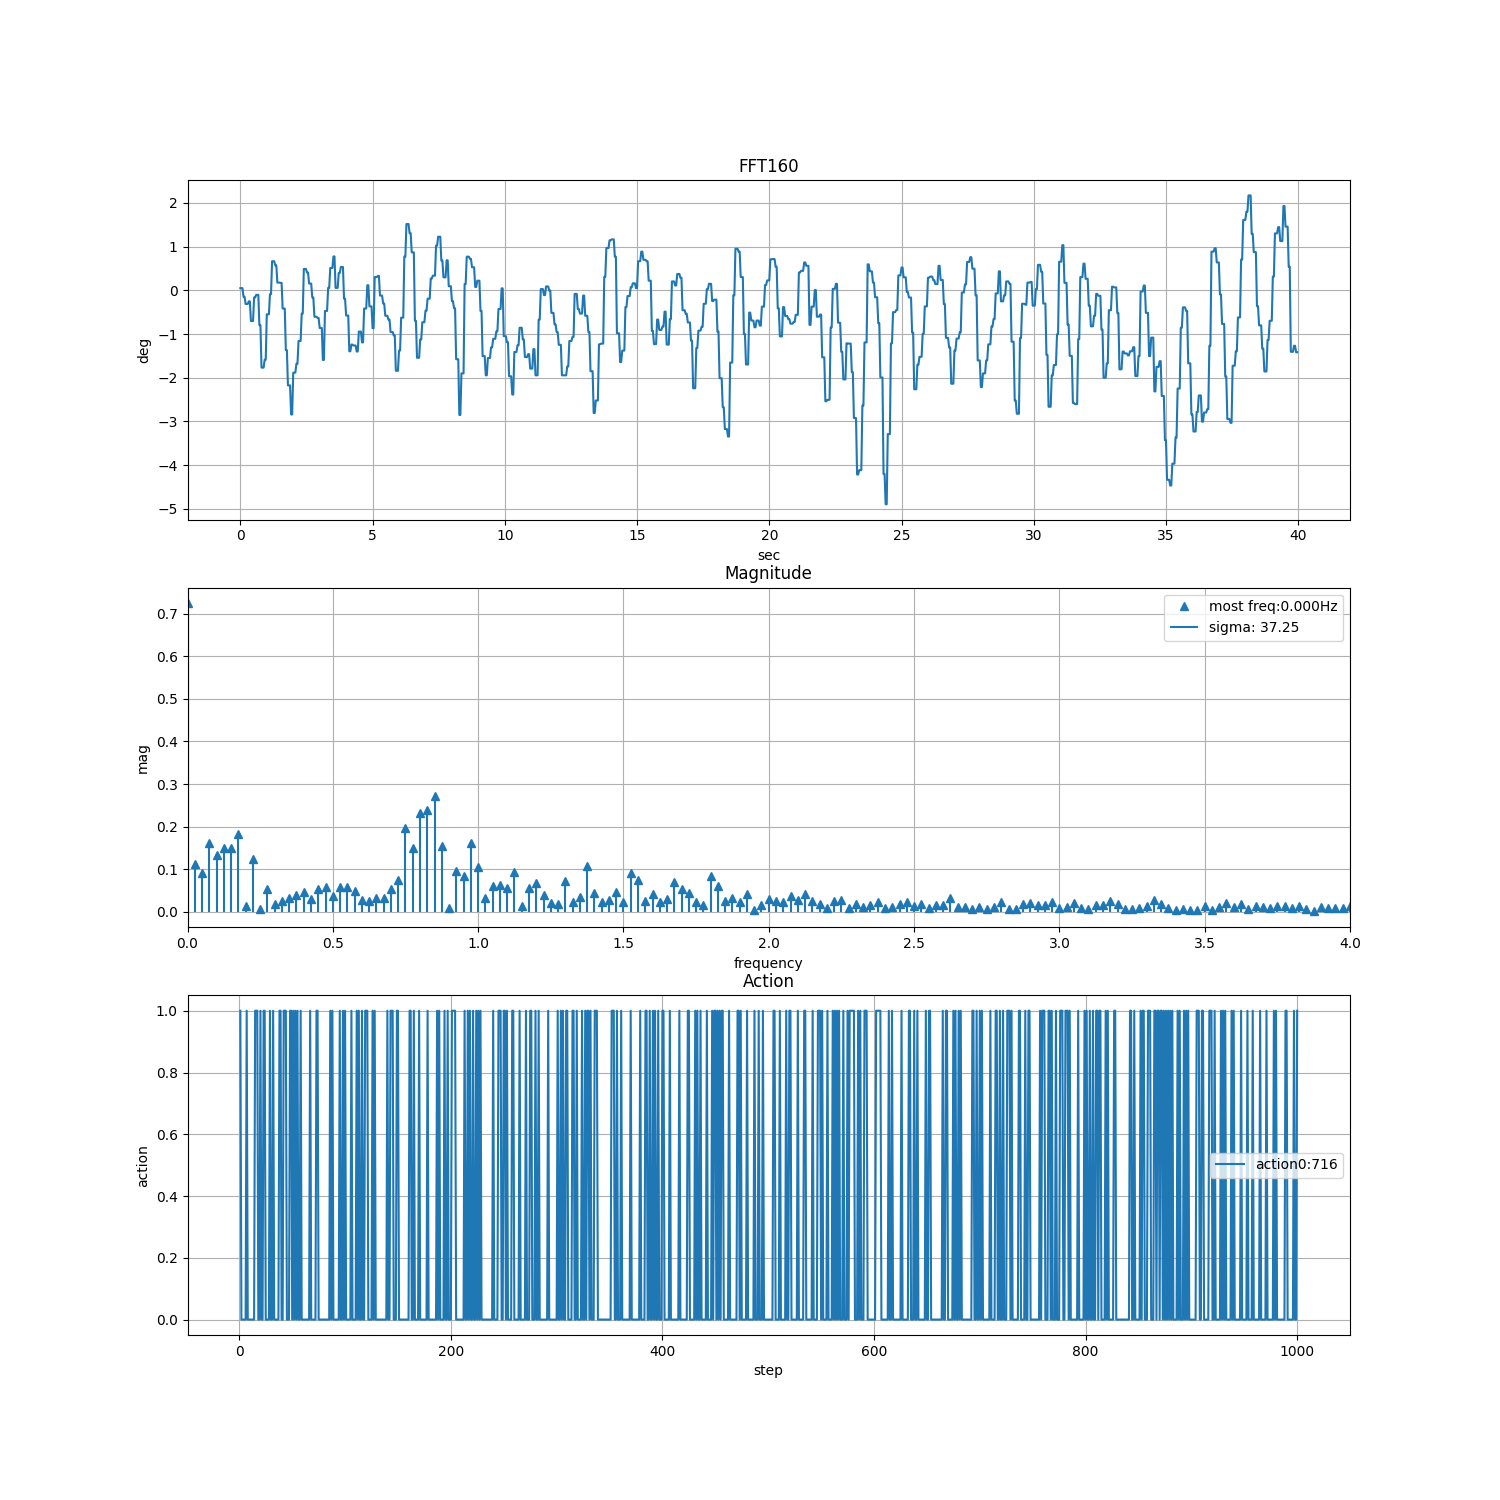 FFT160
2
1
0
−1
−2
−3
−4
−5
deg
0 5 10 15 20 25 30 35 40
sec
Magnitude
0.7
0.6
0.5
0.4
0.3
0.2
0.1
0.0
mag
most freq:0.000Hz
sigma: 37.25
0.0 0.5 1.0 1.5 2.0 2.5 3.0 3.5 4.0
frequency
Action
1.0
0.8
0.6
0.4
0.2
0.0
action
action0:716
0 200 400 600 800 1000
step